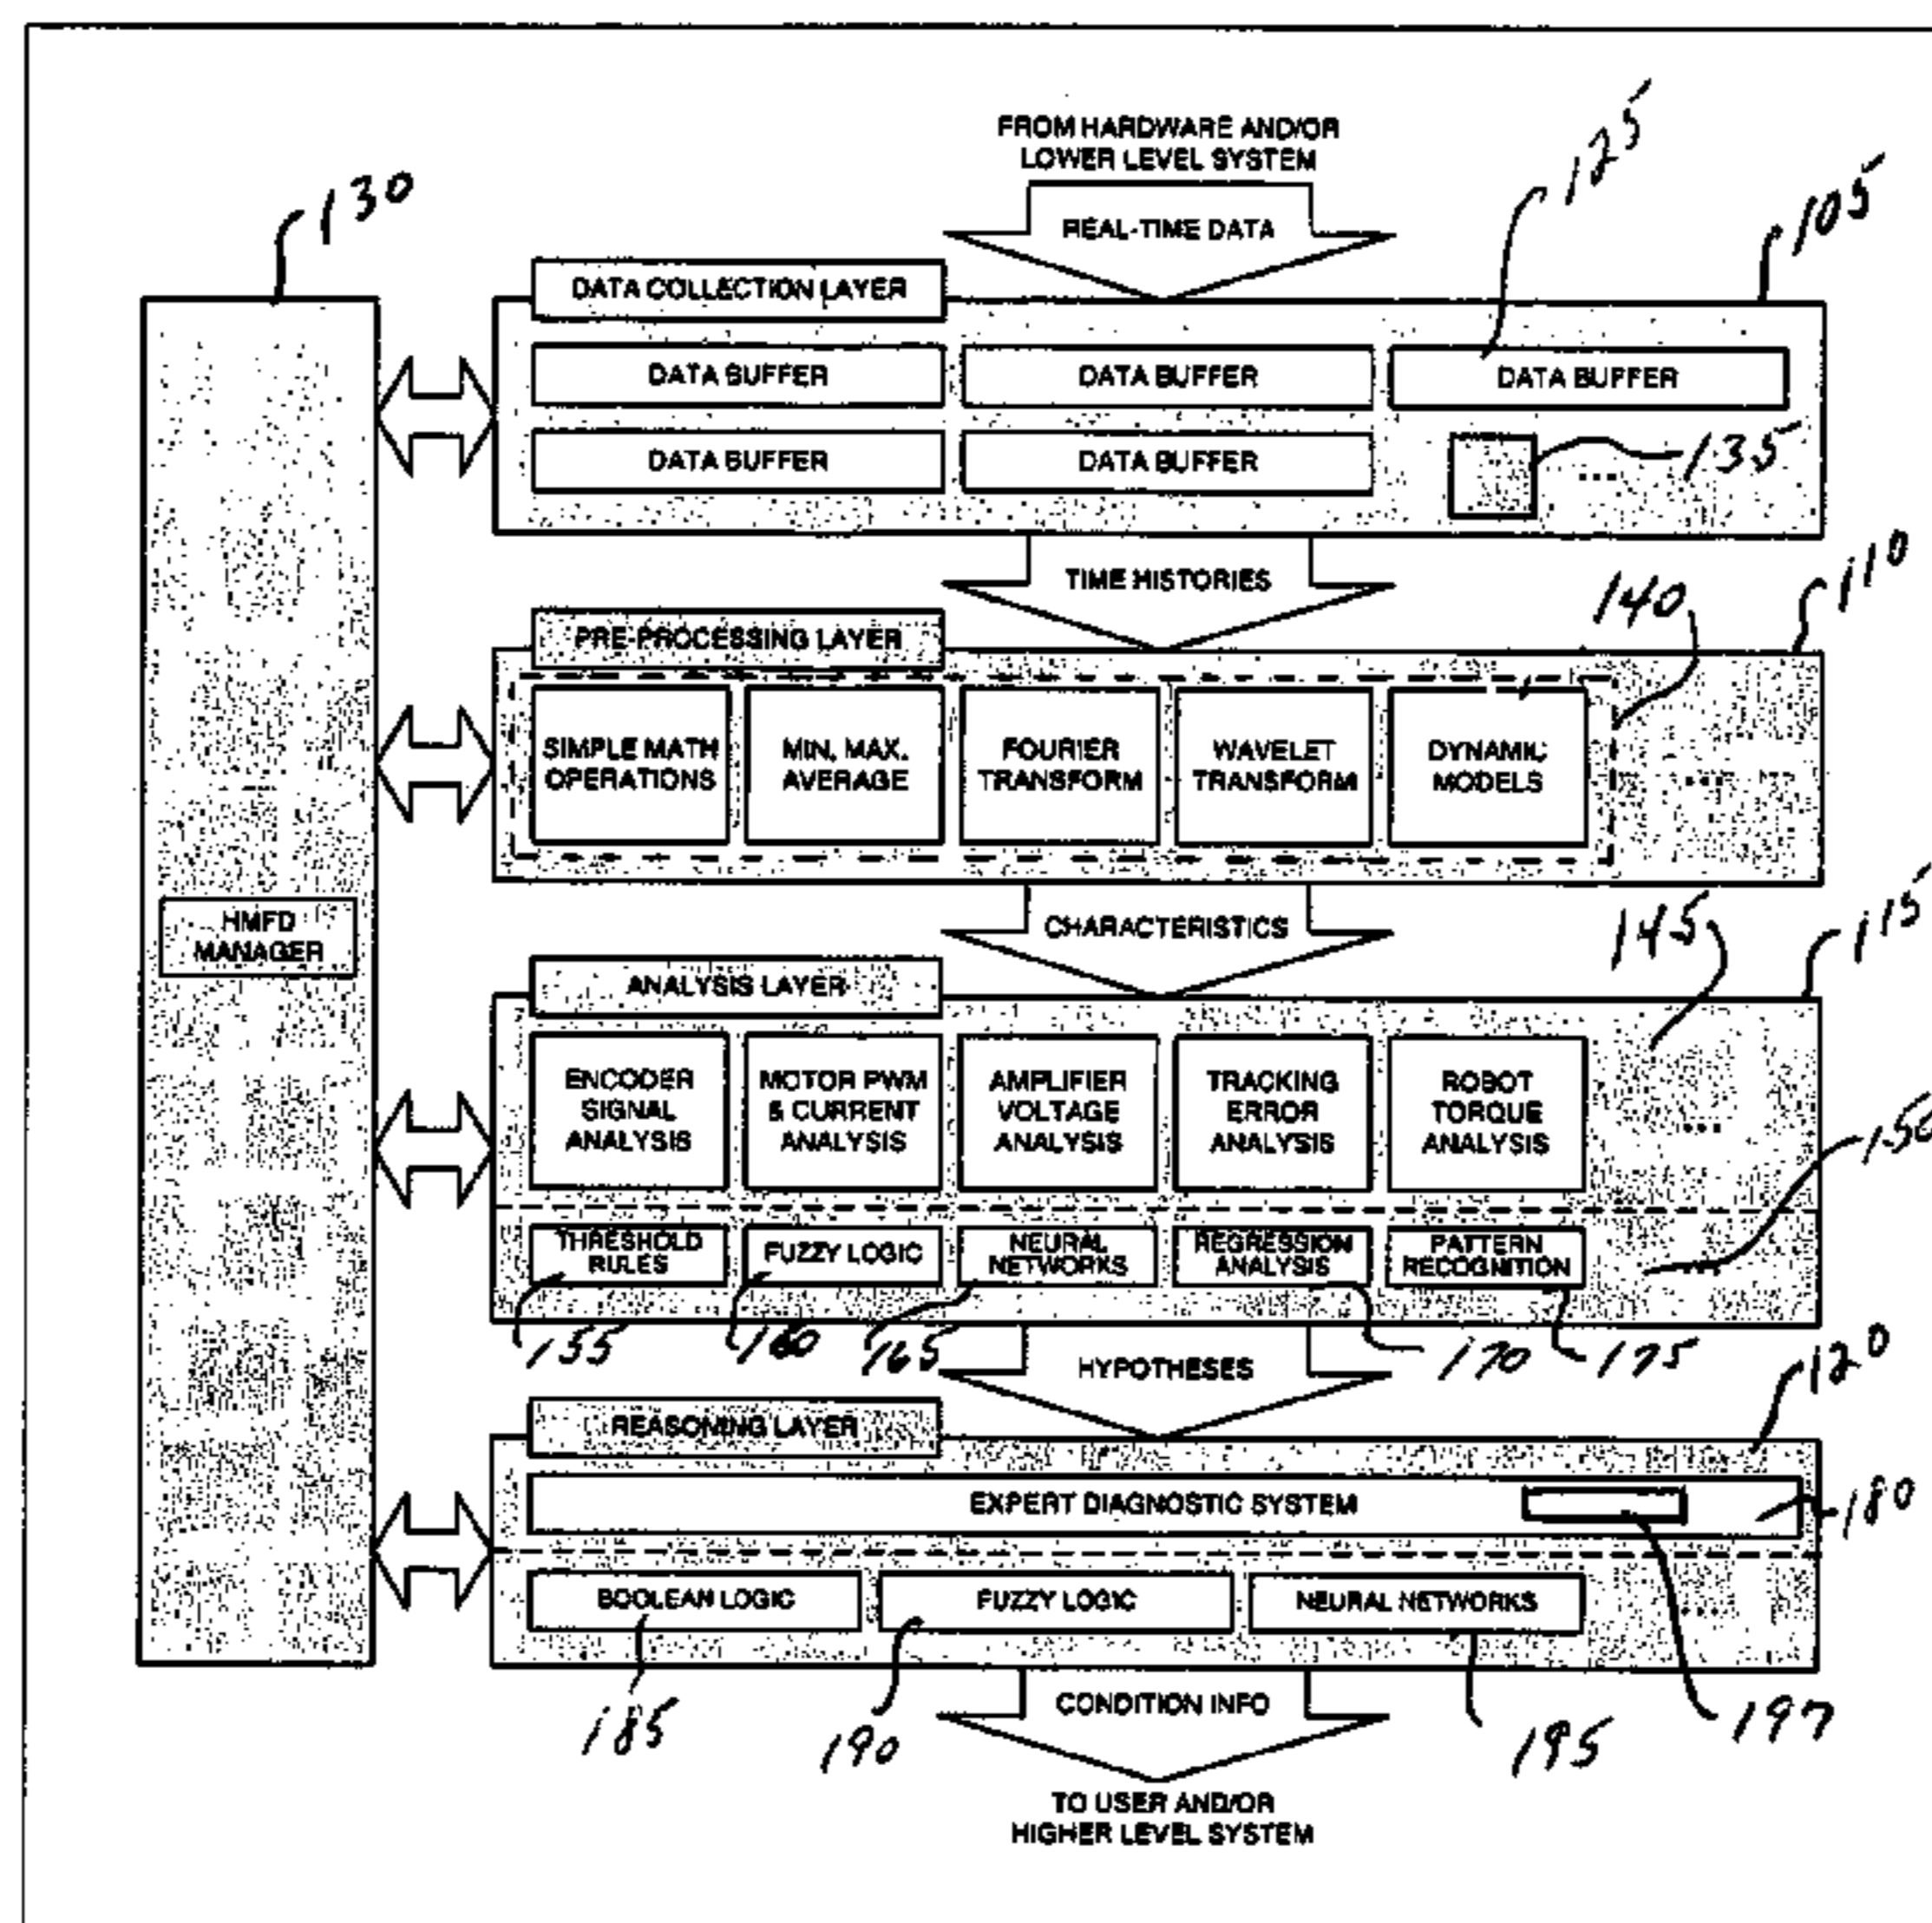 FROM HARDWARE AND/OR
LOWER LEVEL SYSTEM
125
130
105
REAL-TIME DATA
DATA COLLECTION LAYER
DATA BUFFER
DATA BUFFER
DATA BUFFER
DATA BUFFER
DATA BUFFER
135
...
TIME HISTORIES
110
140
PRE-PROCESSING LAYER
SIMPLE MATH
OPERATIONS
MIN, MAX,
AVERAGE
FOURIER
TRANSFORM
WAVELET
TRANSFORM
DYNAMIC
MODELS
...
HMFD
MANAGER
CHARACTERISTICS
145
115
ANALYSIS LAYER
ENCODER
SIGNAL
ANALYSIS
MOTOR PWM
& CURRENT
ANALYSIS
AMPLIFIER
VOLTAGE
ANALYSIS
TRACKING
ERROR
ANALYSIS
ROBOT
TORQUE
ANALYSIS
...
150
THRESHOLD
RULES
FUZZY LOGIC
NEURAL
NETWORKS
REGRESSION
ANALYSIS
PATTERN
RECOGNITION
...
155
160
165
170
175
HYPOTHESES
120
REASONING LAYER
EXPERT DIAGNOSTIC SYSTEM
180
BOOLEAN LOGIC
FUZZY LOGIC
NEURAL NETWORKS
...
185
190
CONDITION INFO
195
197
TO USER AND/OR
HIGHER LEVEL SYSTEM